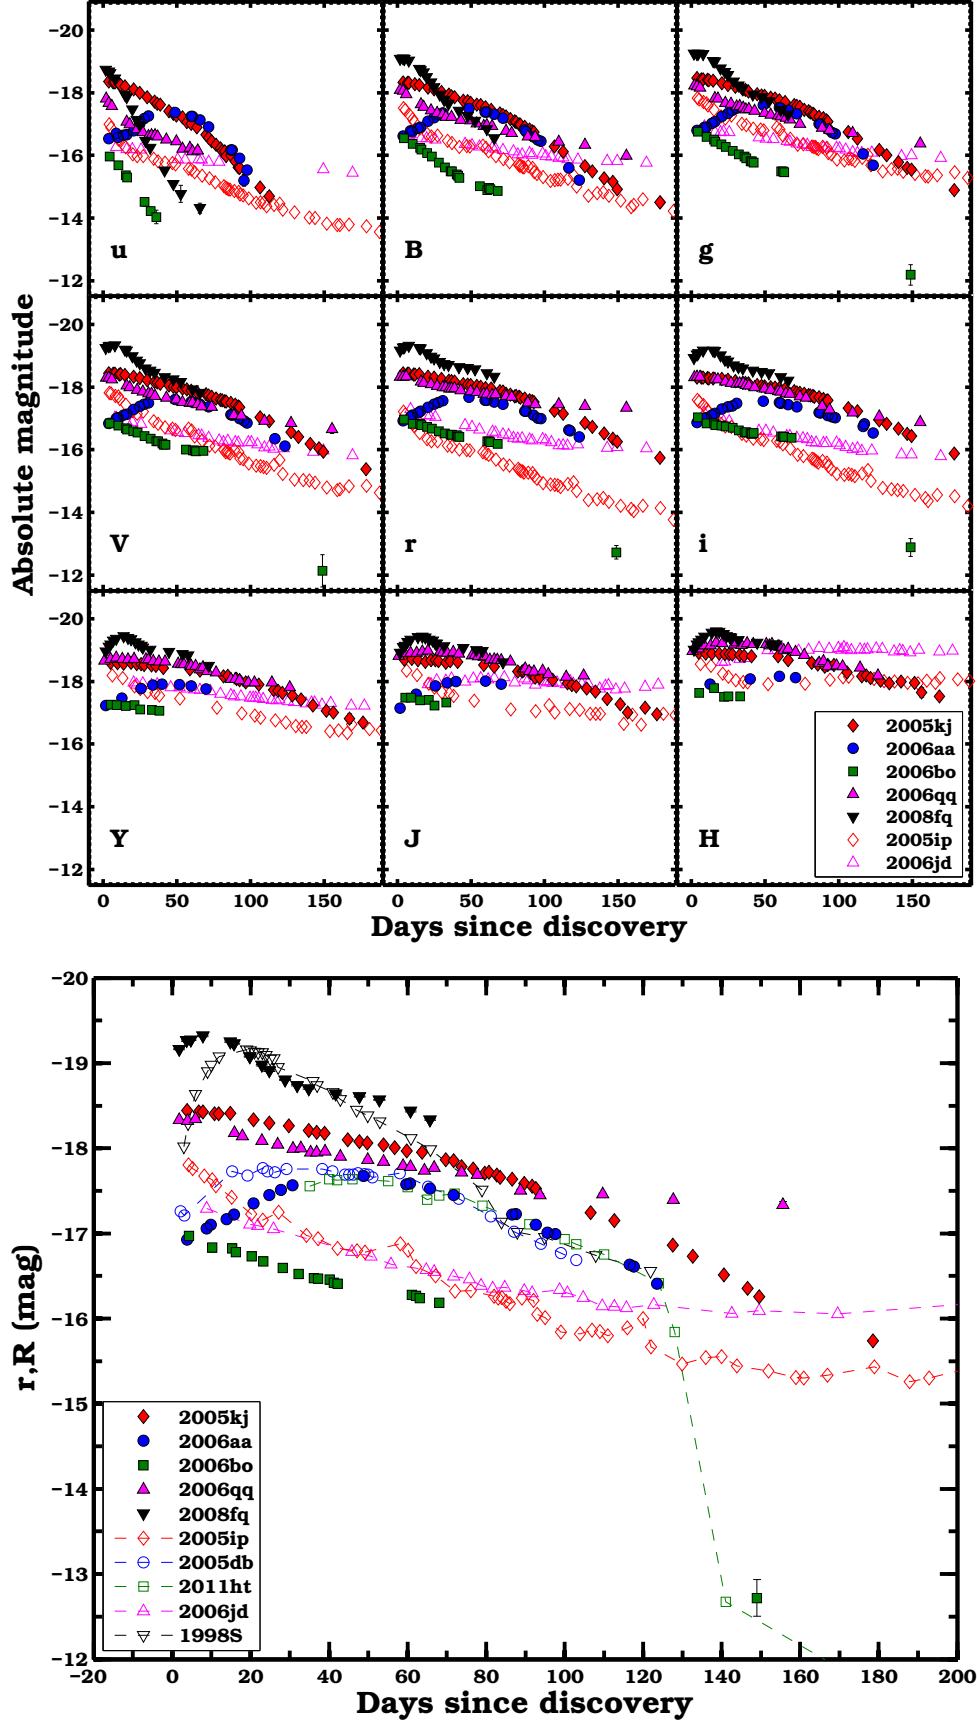 −20
−18
−16
−14
−12
u
B
g
−20
−18
−16
−14
−12
V
r
i
−20
−18
−16
−14
−12
Y
J
H
2005kj
2006aa
2006bo
2006qq
2008fq
2005ip
2006jd
0 50 100 150
0 50 100 150
0 50 100 150
Absolute magnitude
Days since discovery
−20
−19
−18
−17
−16
−15
−14
−13
−12
r,R (mag)
2005kj
2006aa
2006bo
2006qq
2008fq
2005ip
2005db
2011ht
2006jd
1998S
−20 0 20 40 60 80 100 120 140 160 180 200
Days since discovery